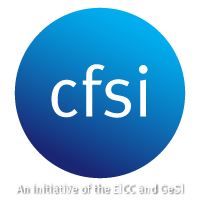 cfsi
An initiative of the EICC and GeSI